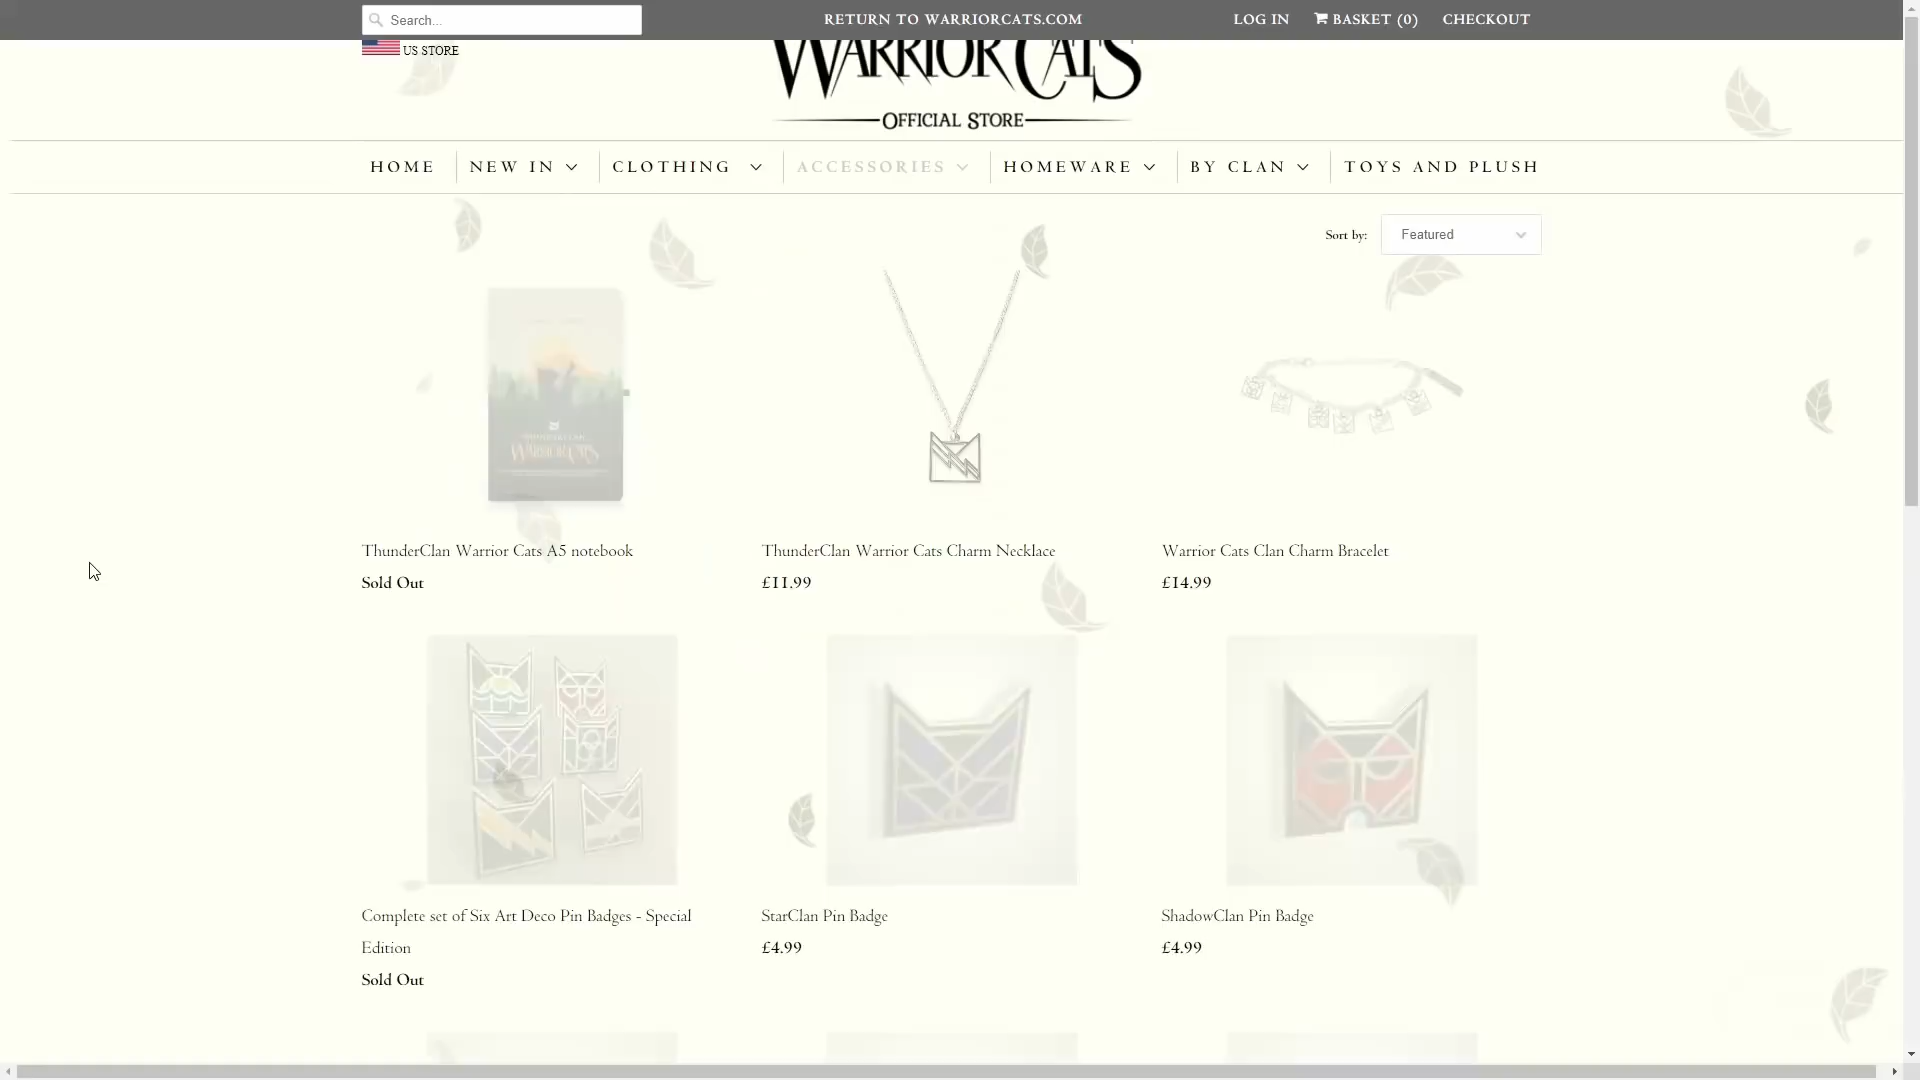 Search...
RETURN TO WARRIORCATS.COM
LOG IN
BASKET (0)
CHECKOUT
US STORE
WARRIOR CATS
OFFICIAL STORE
HOME
NEW IN
CLOTHING
ACCESSORIES
HOMEWARE
BY CLAN
TOYS AND PLUSH
Sort by:
Featured
THUNDERCLAN
WARRIOR CATS
ThunderClan Warrior Cats A5 notebook
Sold Out
ThunderClan Warrior Cats Charm Necklace
£11.99
Warrior Cats Clan Charm Bracelet
£14.99
Complete set of Six Art Deco Pin Badges - Special
Edition
Sold Out
StarClan Pin Badge
£4.99
ShadowClan Pin Badge
£4.99